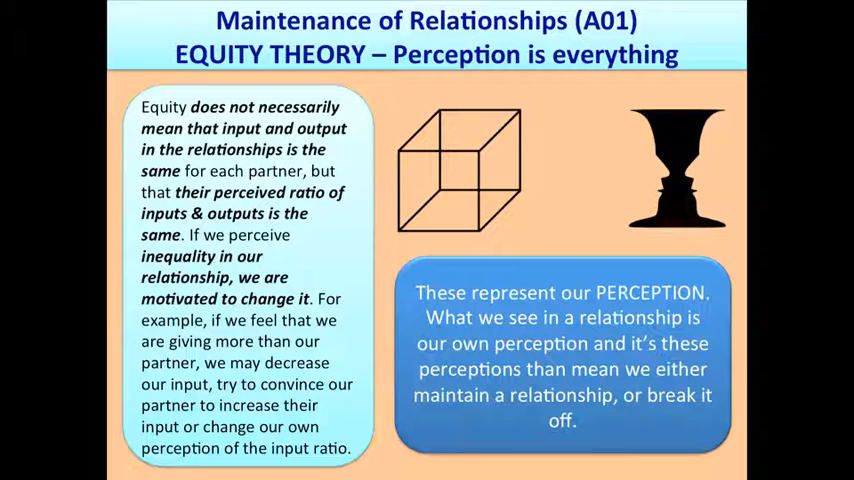 Maintenance of Relationships (A01)
EQUITY THEORY – Perception is everything
Equity does not necessarily
mean that input and output
in the relationships is the
same for each partner, but
that their perceived ratio of
inputs & outputs is the
same. If we perceive
inequality in our
relationship, we are
motivated to change it. For
example, if we feel that we
are giving more than our
partner, we may decrease
our input, try to convince our
partner to increase their
input or change our own
perception of the input ratio.
These represent our PERCEPTION.
What we see in a relationship is
our own perception and it's these
perceptions than mean we either
maintain a relationship, or break it
off.